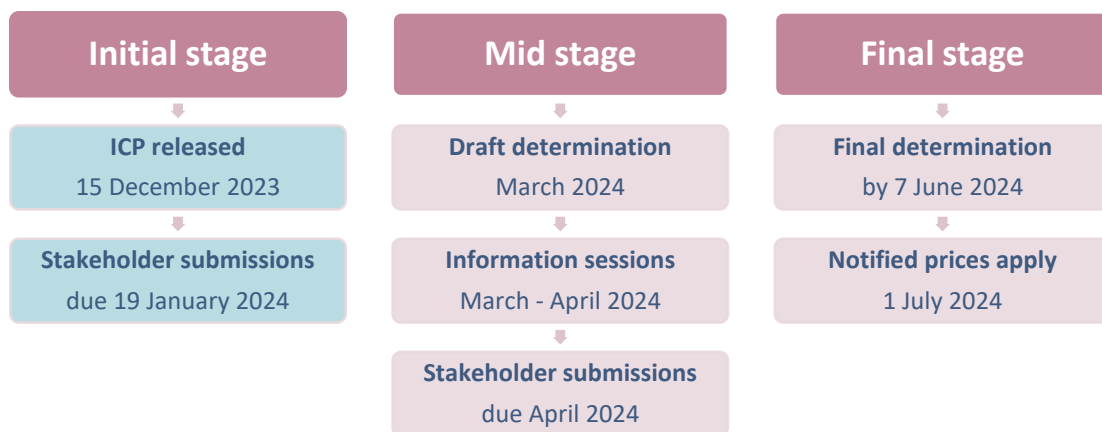 Initial stage
ICP released
15 December 2023
Stakeholder submissions
due 19 January 2024
Mid stage
Draft determination
March 2024
Information sessions
March - April 2024
Stakeholder submissions
due April 2024
Final stage
Final determination
by 7 June 2024
Notified prices apply
1 July 2024